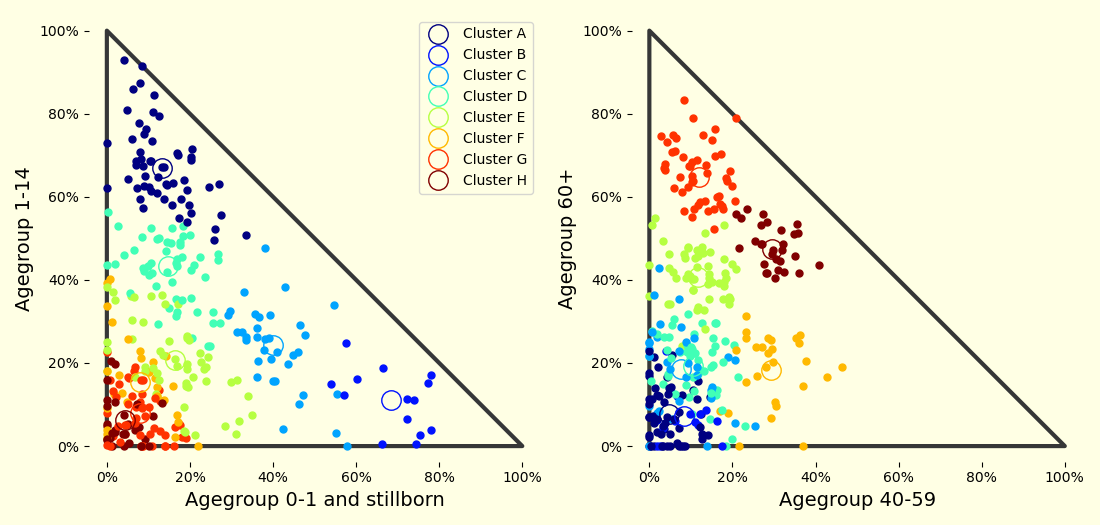 100%
80%
60%
40%
20%
0%
Agegroup 1-14
0%
20%
40%
60%
80%
100%
Agegroup 0-1 and stillborn
Cluster A
Cluster B
Cluster C
Cluster D
Cluster E
Cluster F
Cluster G
Cluster H
100%
80%
60%
40%
20%
0%
Agegroup 60+
0%
20%
40%
60%
80%
100%
Agegroup 40-59